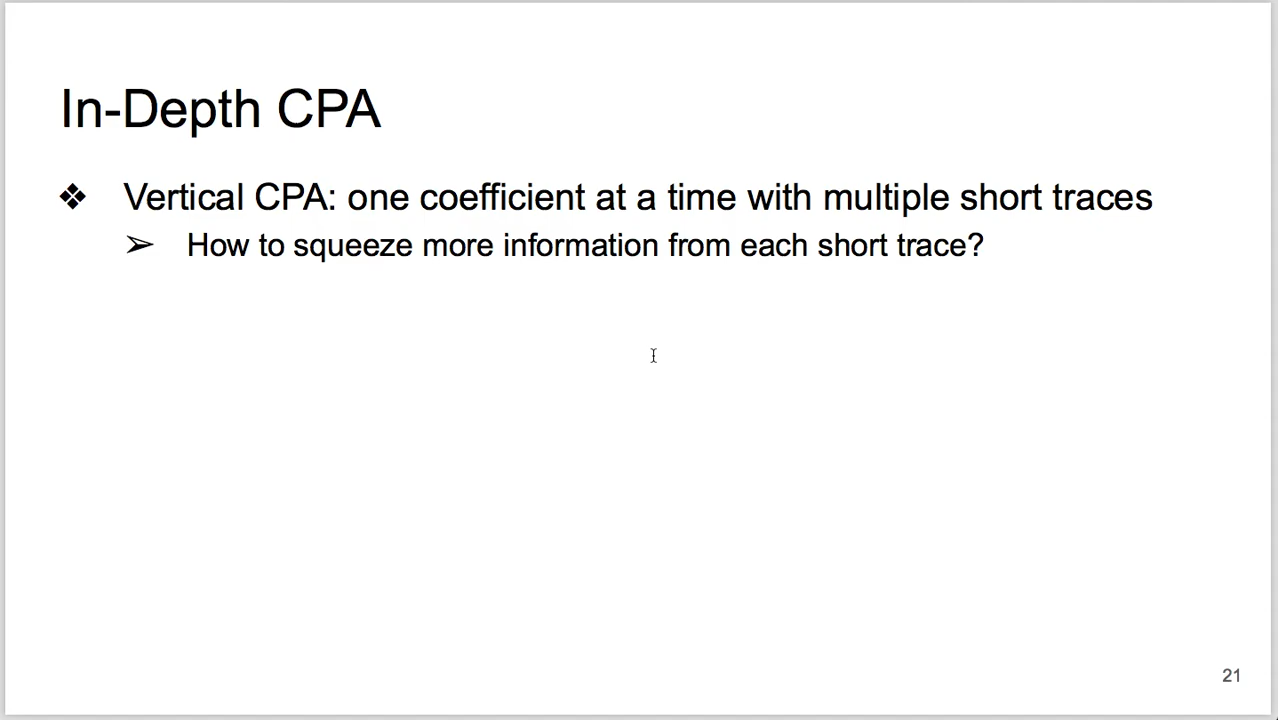 In-Depth CPA
❖ Vertical CPA: one coefficient at a time with multiple short traces
➢ How to squeeze more information from each short trace?
21